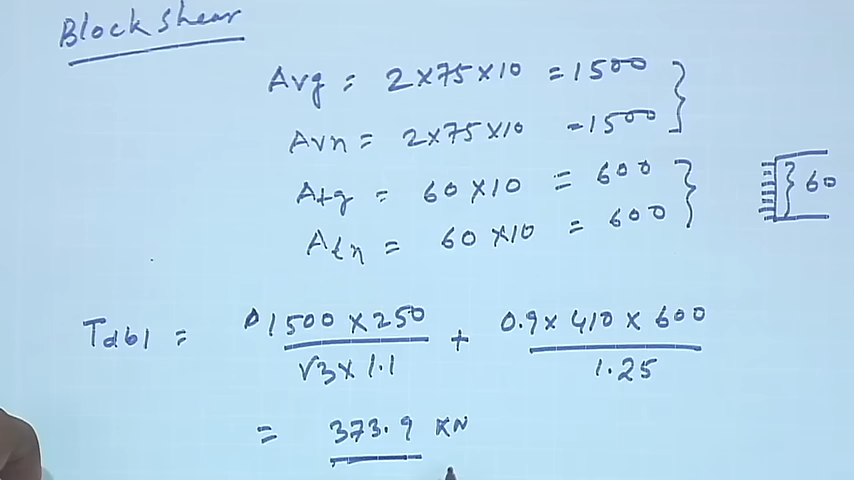 Block Shear
Avg = 2×75×10 = 1500
Avn = 2×75×10 = 1500
Atg = 60×10 = 600
Atn = 60×10 = 600
60
Tdb1 = 1500 × 250 / √3 × 1.1 + 0.9 × 410 × 600 / 1.25
= 373.9 KN